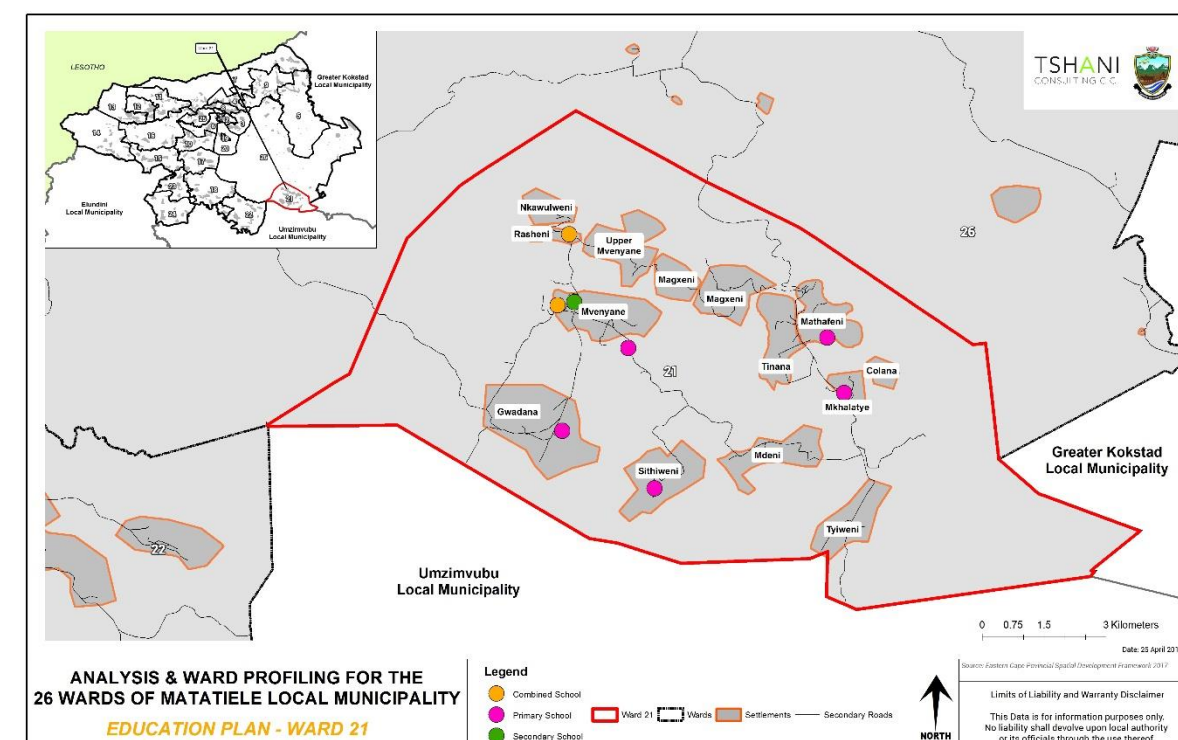 LESOTHO
Greater Kokstad
Local Municipality
Elundini
Local Municipality
Umzimvubu
Local Municipality
TSHANI
CONSULTING C.C.
Nkawulweni
Rasheni
Upper
Mvenyane
Magxeni
Magxeni
Mvenyane
Mathafeni
Tinana
Colana
Mkhalatye
Gwadana
Mdeni
Sithiweni
Tyiweni
21
22
26
Greater Kokstad
Local Municipality
Umzimvubu
Local Municipality
0 0.75 1.5 3 Kilometers
Date: 25 April 201
ANALYSIS & WARD PROFILING FOR THE
26 WARDS OF MATATIELE LOCAL MUNICIPALITY
EDUCATION PLAN - WARD 21
Legend
Combined School
Primary School
Secondary School
Ward 21
Wards
Settlements
Secondary Roads
NORTH
Source: Eastern Cape Provincial Spatial Development Framework 2017
Limits of Liability and Warranty Disclaimer
This Data is for information purposes only.
No liability shall devolve upon local authority
or its officials through the use thereof